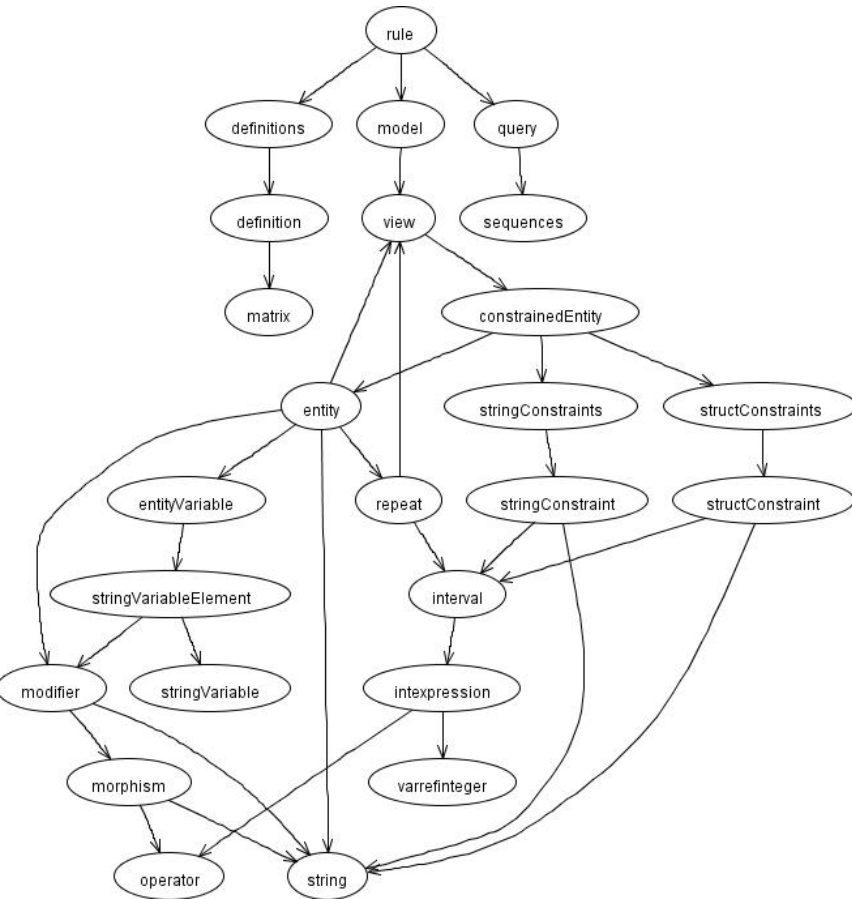 rule
definitions
model
query
definition
view
sequences
matrix
constrainedEntity
entity
stringConstraints
structConstraints
entityVariable
repeat
stringConstraint
structConstraint
stringVariableElement
interval
modifier
stringVariable
intexpression
morphism
varrefinteger
operator
string